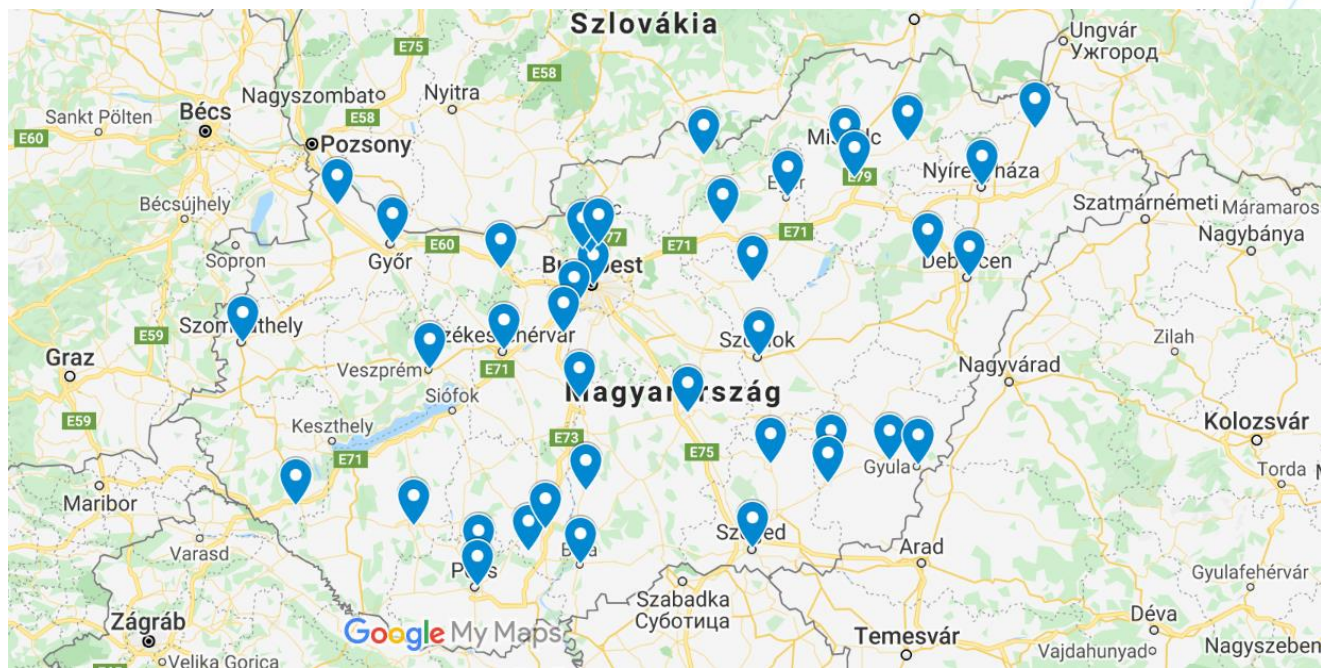 Szlovákia
Ungvár
Ужгород
E75
E58
Nagyszombat
Nyitra
E58
Sankt Pölten
Bécs
E60
Pozsony
E79
Bécsújhely
Szatmárnémeti
Máramaros
Sopron
E60
E77
E71
E71
Nagybánya
Győr
E59
Zilah
Graz
Veszprém
E71
Nagyvárad
Siófok
Magyarország
Kolozsvár
E59
Keszthely
E71
E73
E75
Gyula
Torda
Maribor
Varasd
Arad
Gyulafehérvár
Szabadka
Суботица
Déva
Zágráb
Google My Maps
Temesvár
Vajdahunyad
Nagyszeben
Velika Gorica